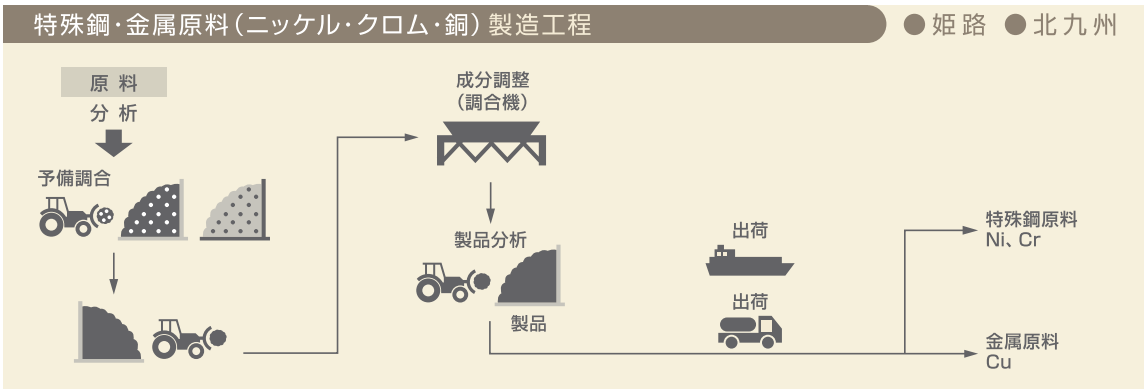 特殊鋼・金属原料（ニッケル・クロム・銅）製造工程
●姫路 ●北九州
原料
分析
予備調合
成分調整
（調合機）
製品分析
製品
出荷
出荷
特殊鋼原料
Ni、Cr
金属原料
Cu